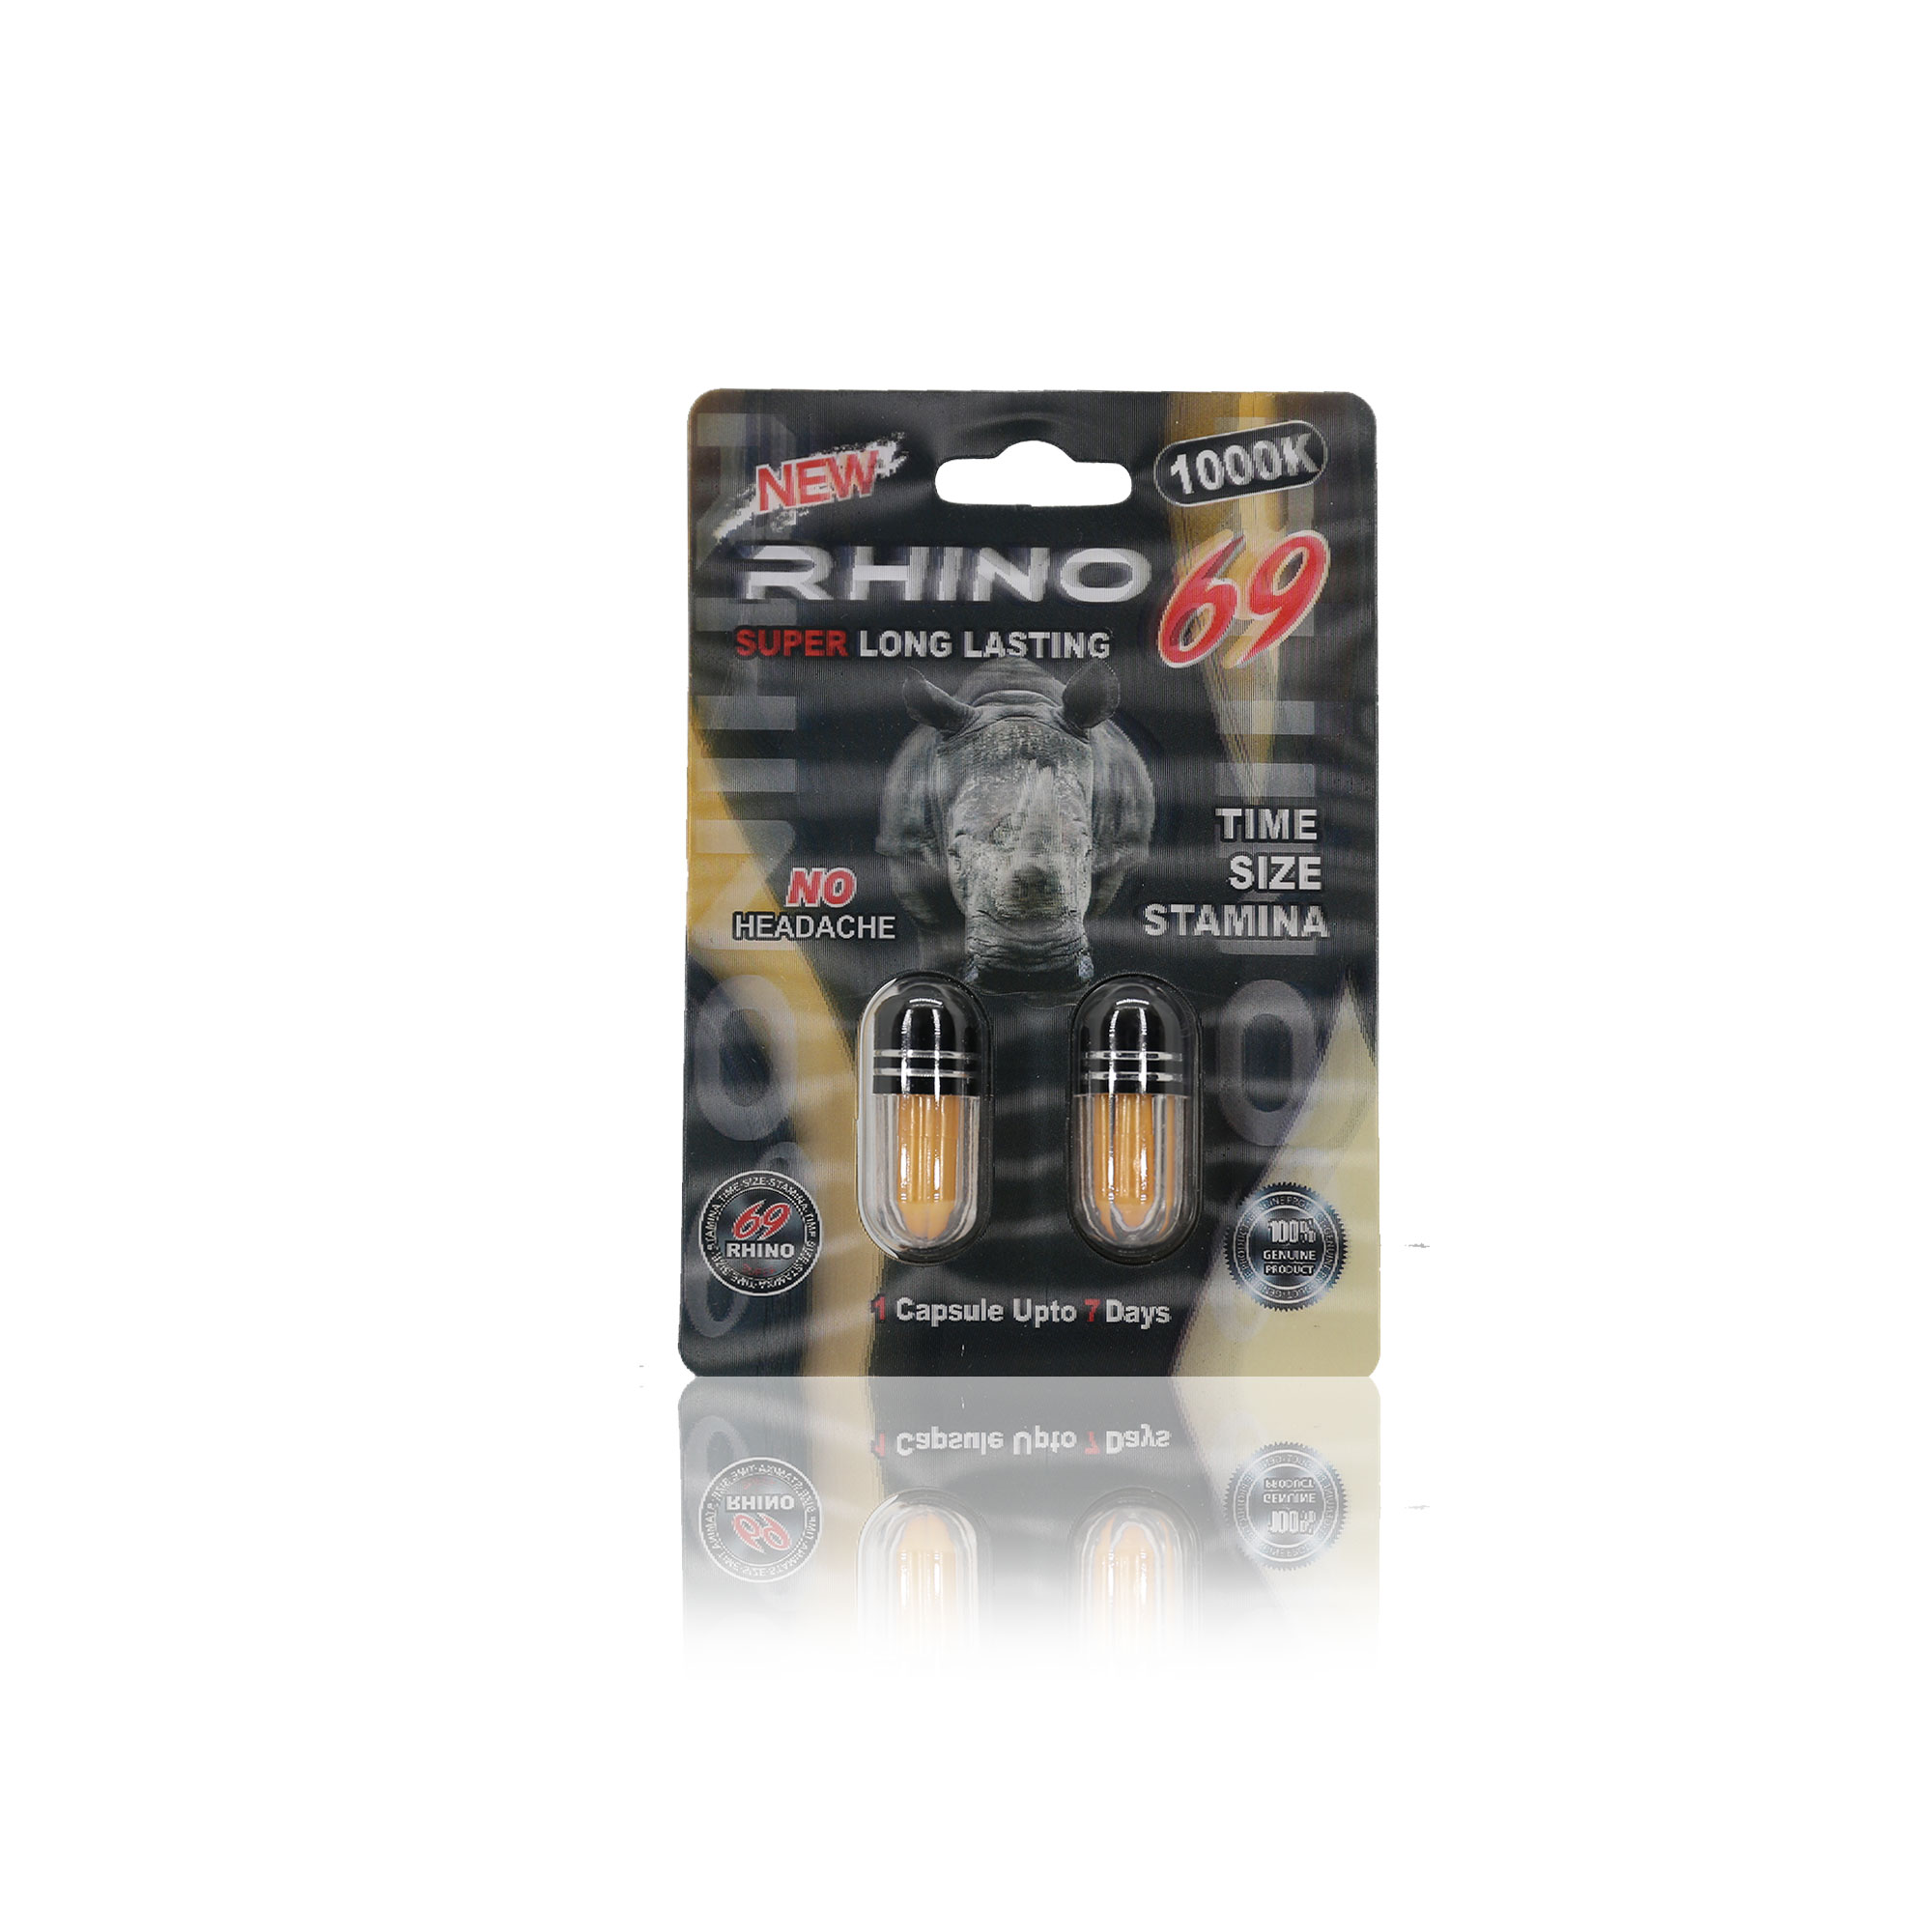 NEW
1000K
RHINO 69
SUPER LONG LASTING
TIME
SIZE
STAMINA
NO
HEADACHE
69
RHINO
100%
GENUINE
PRODUCT
1 Capsule Upto 7 Days